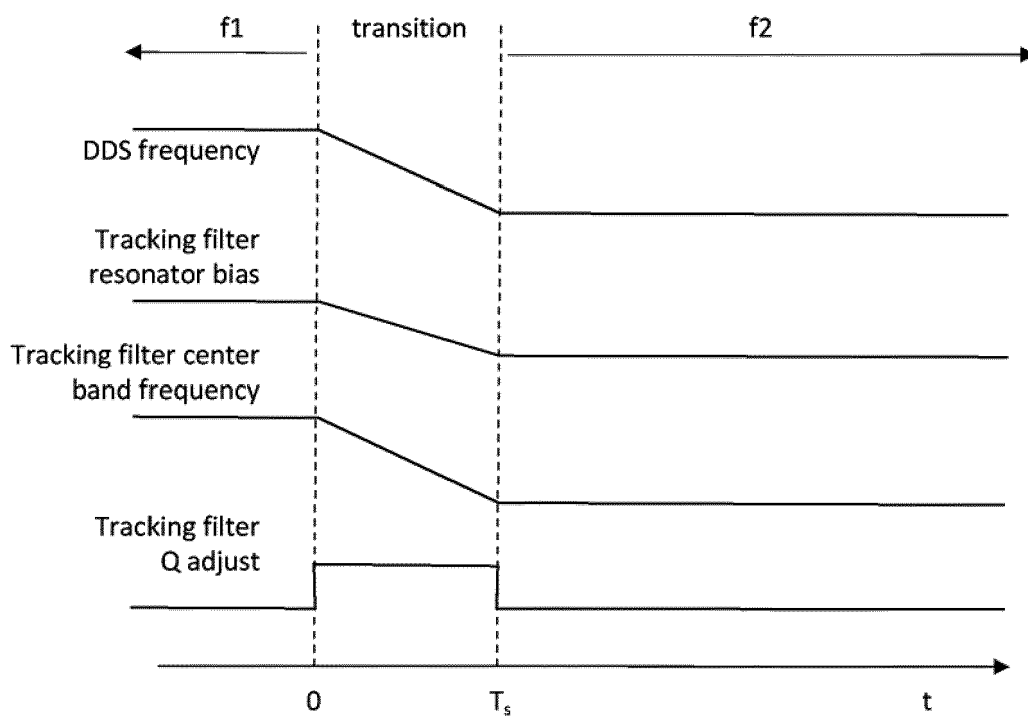 f1 transition f2
DDS frequency
Tracking filter
resonator bias
Tracking filter center
band frequency
Tracking filter
Q adjust
0 Ts t